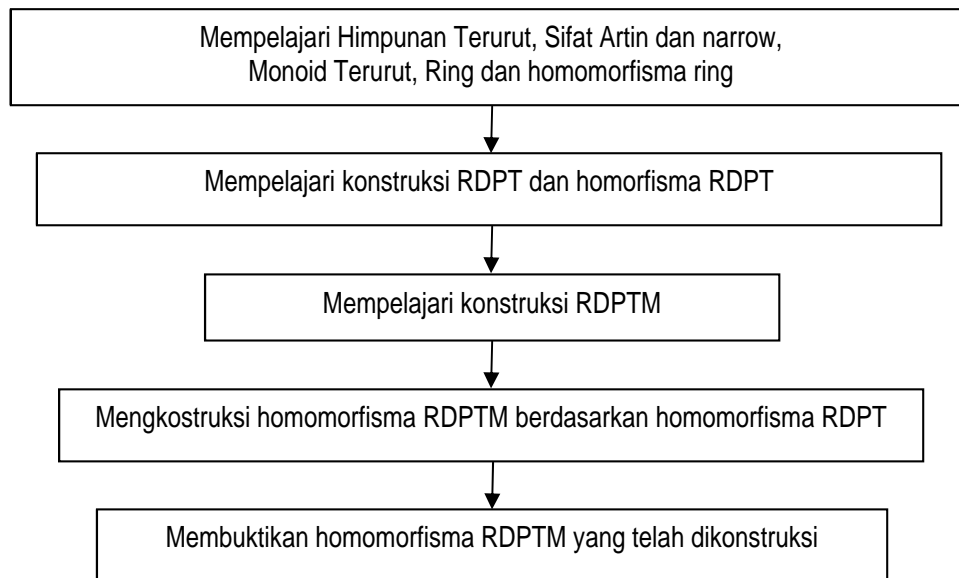 Mempelajari Himpunan Terurut, Sifat Artin dan narrow,
Monoid Terurut, Ring dan homomorfisma ring
Mempelajari konstruksi RDPT dan homorfisma RDPT
Mempelajari konstruksi RDPTM
Mengkostruksi homomorfisma RDPTM berdasarkan homomorfisma RDPT
Membuktikan homomorfisma RDPTM yang telah dikonstruksi